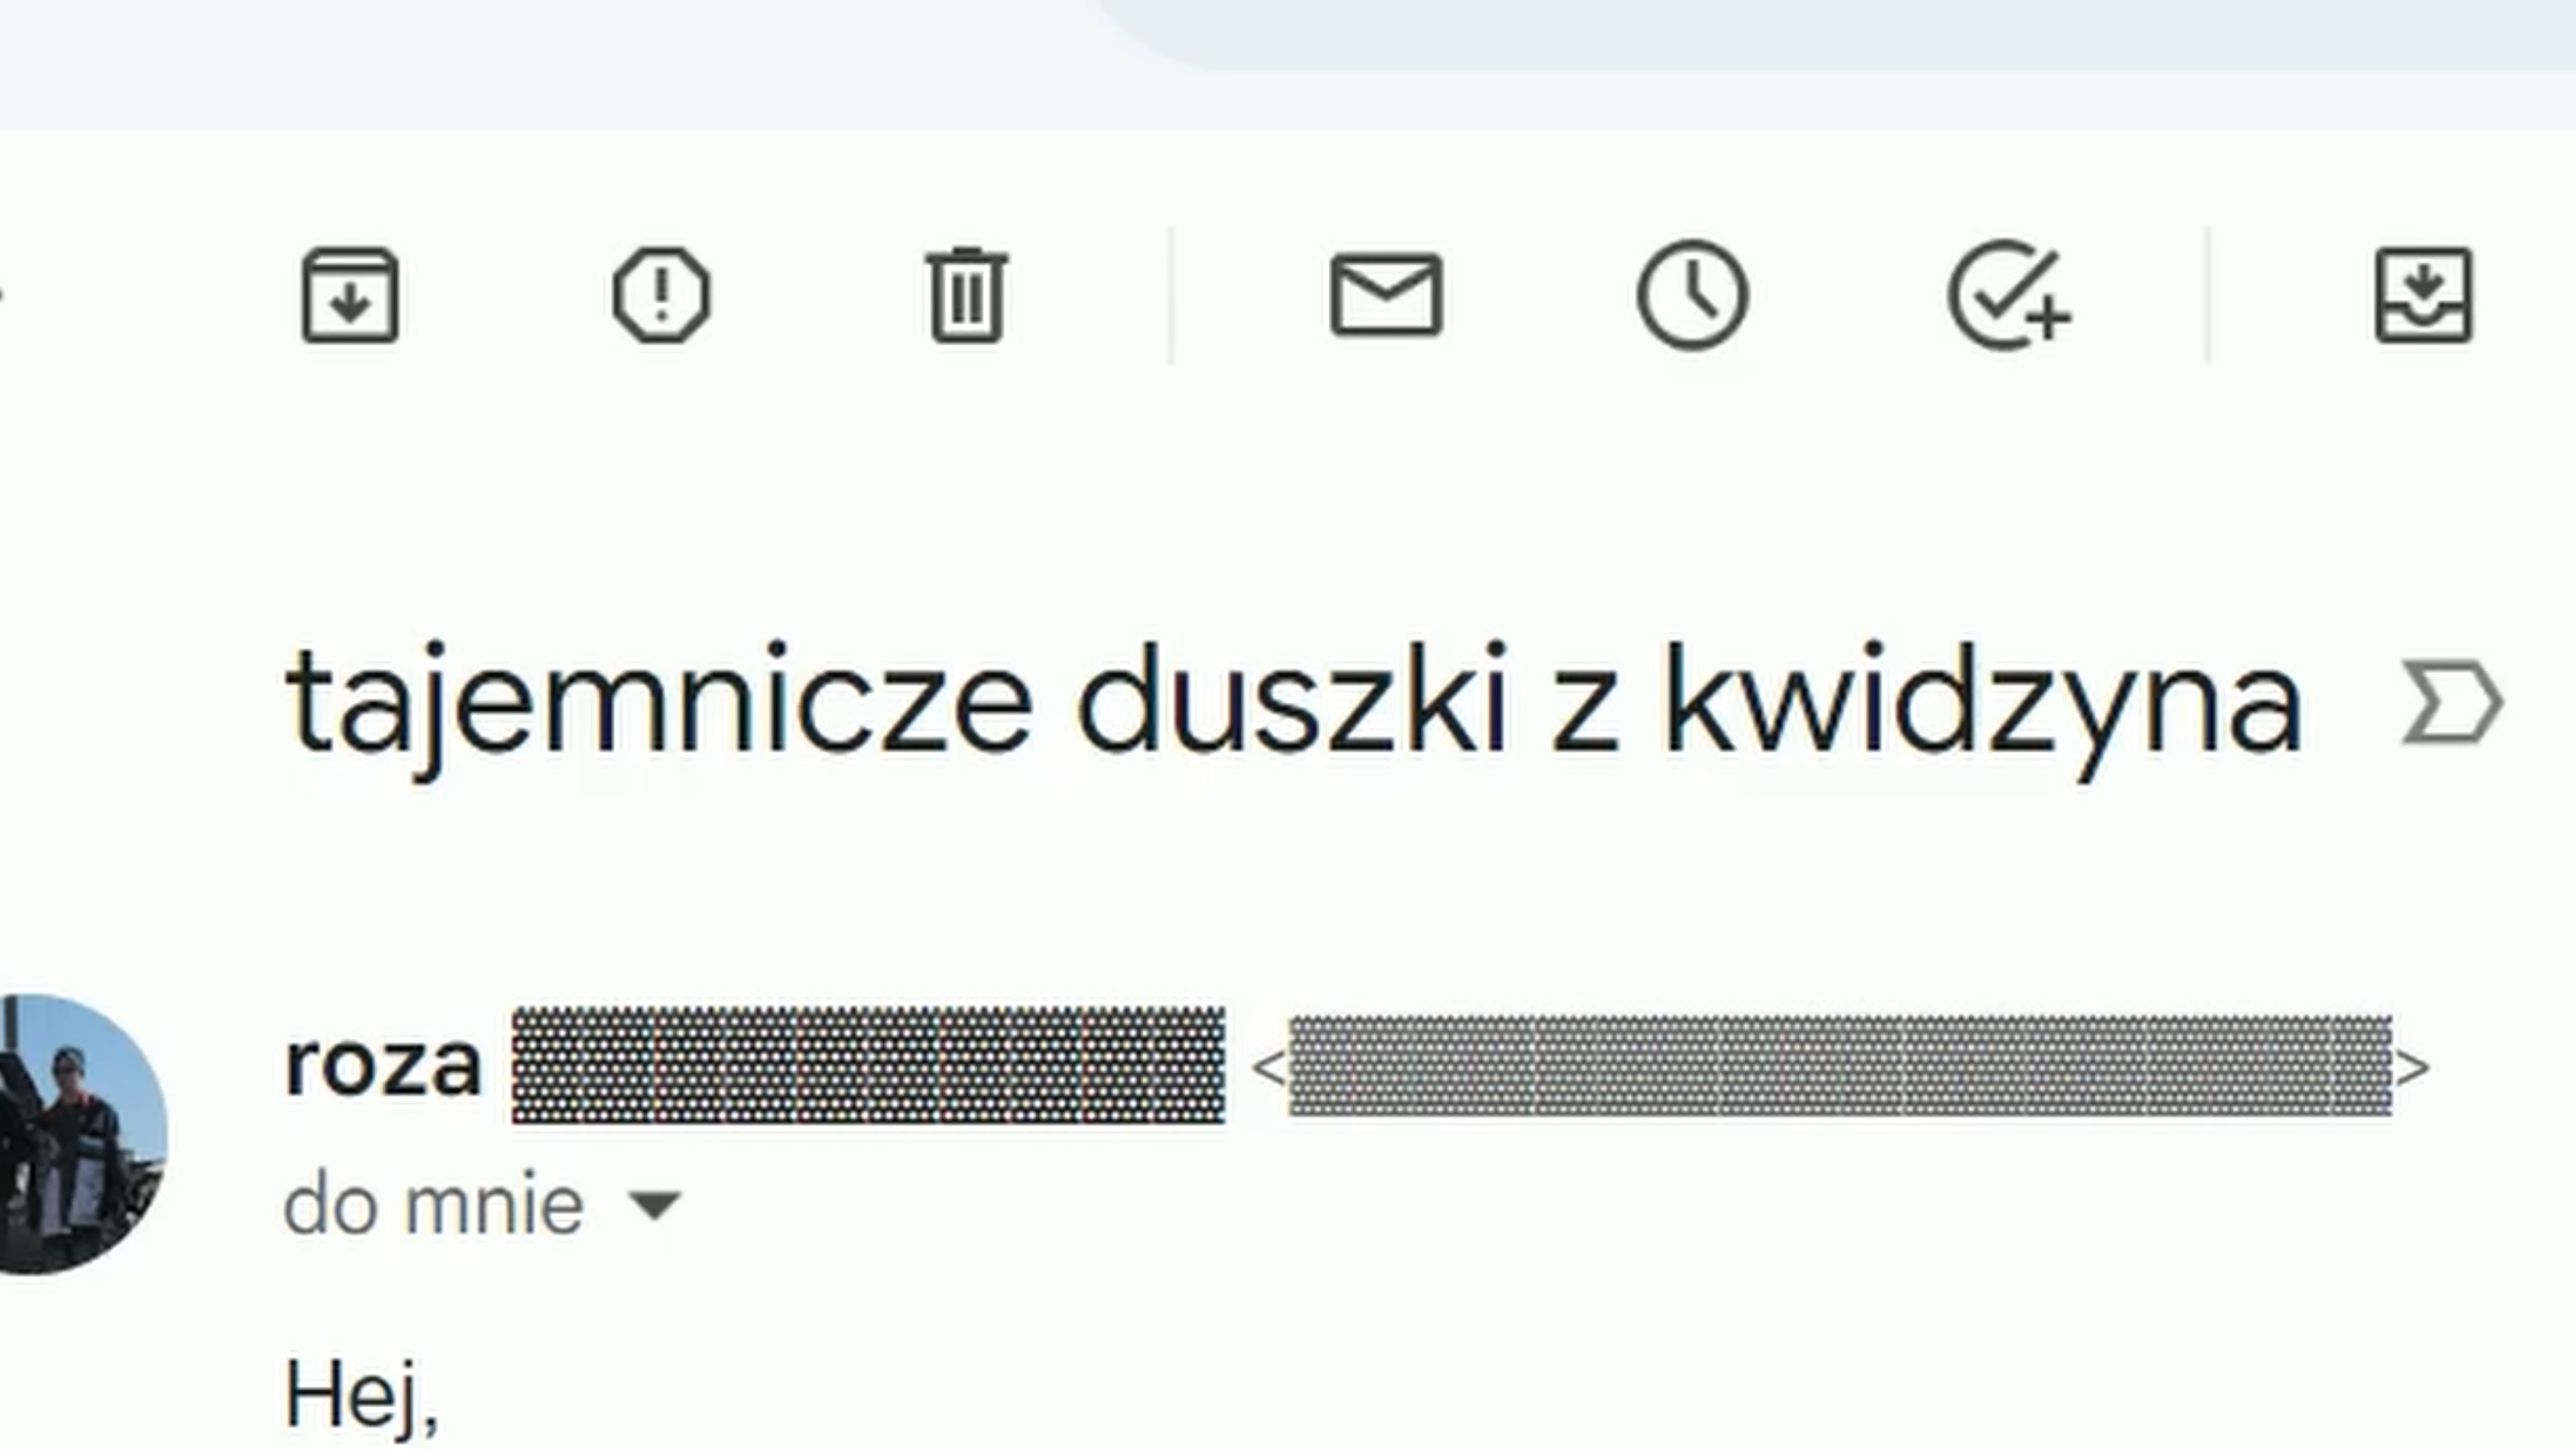 tajemnicze duszki z kwidzyna
roza < >
do mnie
Hej,